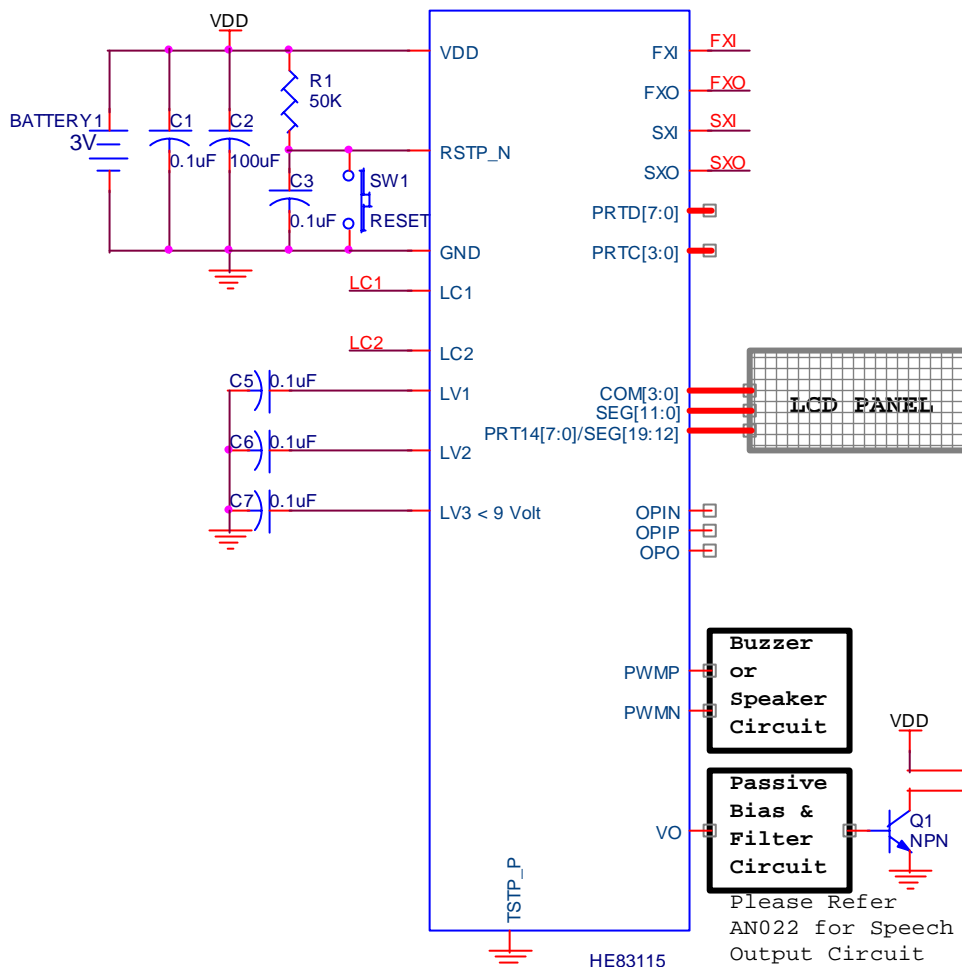 VDD
BATTERY1
3V
C1
0.1uF
C2
100uF
R1
50K
C3
0.1uF
SW1
RESET
LC1
LC2
C5 0.1uF
C6 0.1uF
C7 0.1uF
VDD
RSTP_N
GND
LC1
LC2
LV1
LV2
LV3 < 9 Volt
TSTP_P
HE83115
FXI
FXO
SXI
SXO
PRTD[7:0]
PRTC[3:0]
COM[3:0]
SEG[11:0]
PRT14[7:0]/SEG[19:12]
OPIN
OPIP
OPO
PWMP
PWMN
VO
FXI
FXO
SXI
SXO
LCD PANEL
Buzzer
or
Speaker
Circuit
Passive
Bias &
Filter
Circuit
VDD
Q1
NPN
Please Refer
AN022 for Speech
Output Circuit